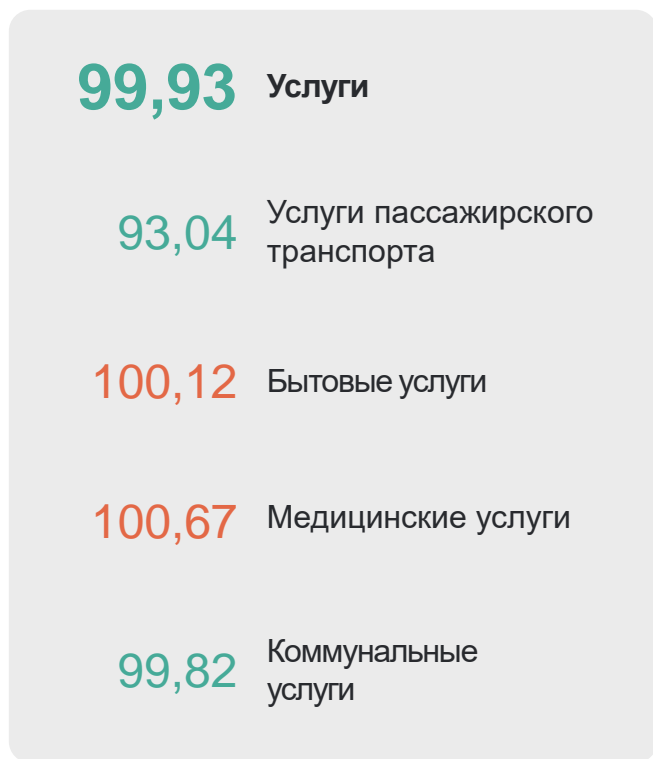 99,93 Услуги
93,04 Услуги пассажирского
транспорта
100,12 Бытовые услуги
100,67 Медицинские услуги
99,82 Коммунальные
услуги